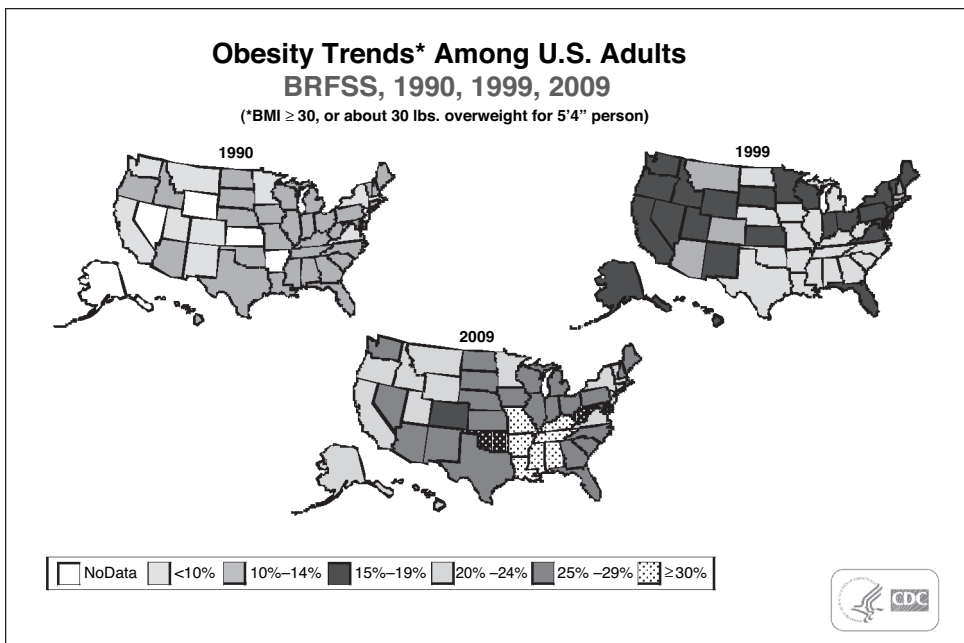 Obesity Trends* Among U.S. Adults
BRFSS, 1990, 1999, 2009
(*BMI ≥ 30, or about 30 lbs. overweight for 5’4” person)
1990
1999
2009
NoData <10% 10%–14% 15%–19% 20% –24% 25% –29% ≥30%
CDC